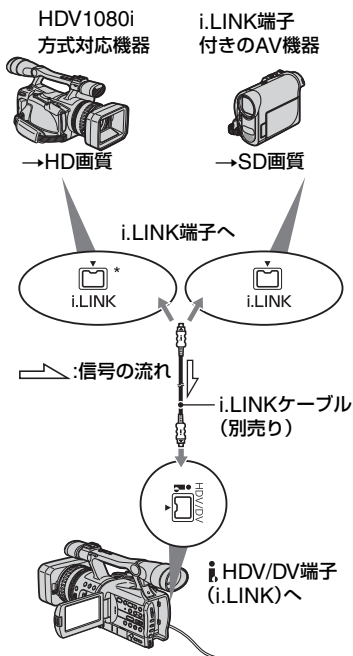 HDV1080i
方式対応機器
→HD画質
i.LINK端子
付きのAV機器
→SD画質
i.LINK端子へ
*
i.LINK
i.LINK
:信号の流れ
i.LINKケーブル
（別売り）
HDV/DV
i HDV/DV端子
（i.LINK）へ